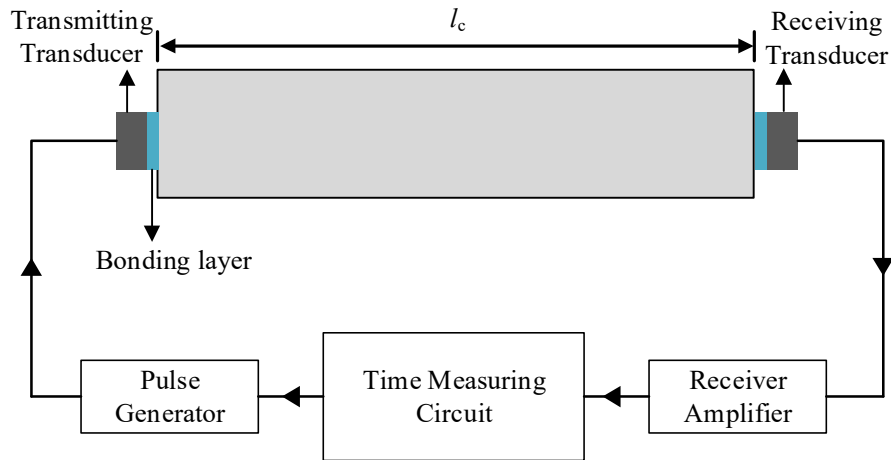 Transmitting
Transducer
l_c
Receiving
Transducer
Bonding layer
Pulse
Generator
Time Measuring
Circuit
Receiver
Amplifier